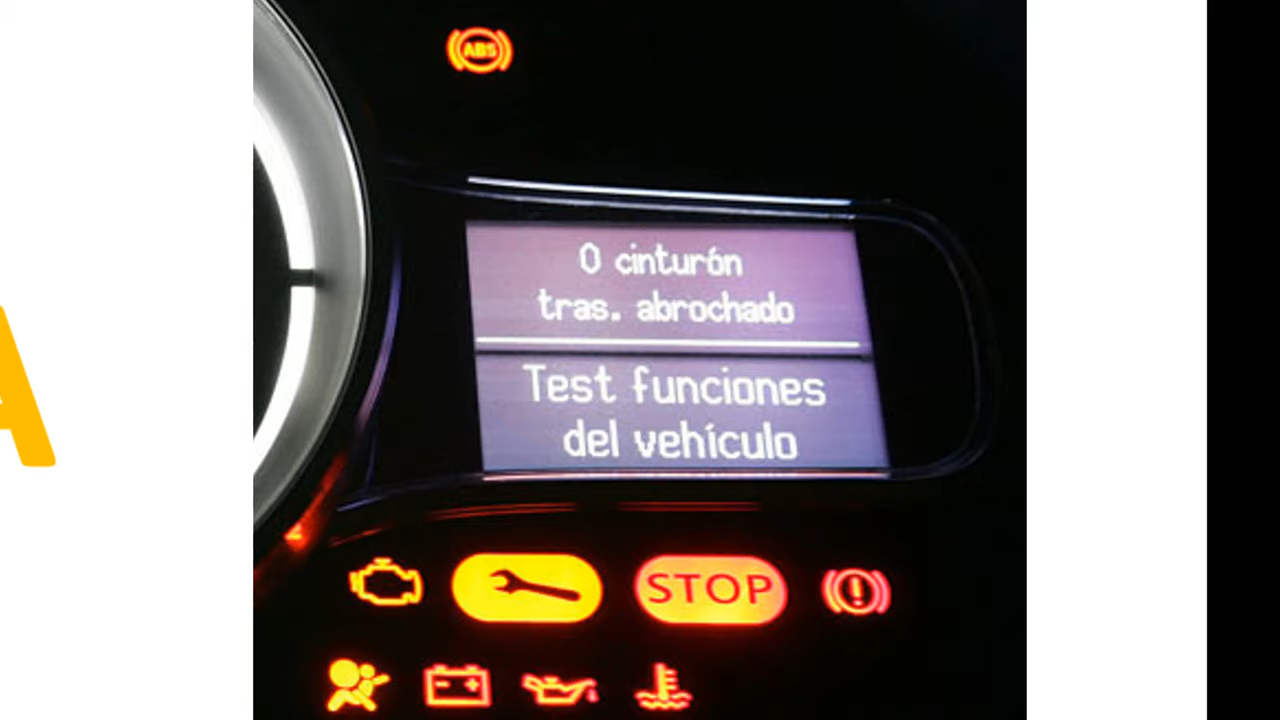 ABS
0 cinturón
tras. abrochado
Test funciones
del vehículo
STOP
A